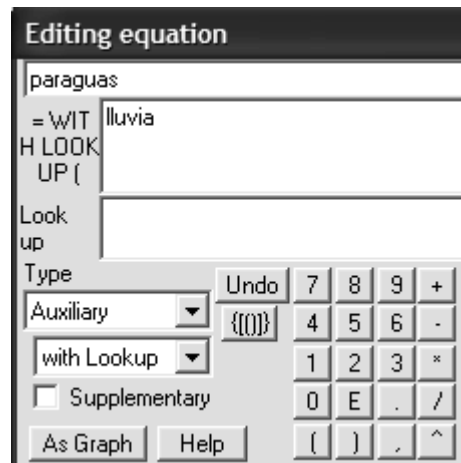 Editing equation
paraguas
= WIT
H LOOK
UP (
lluvia
Look
up
Type
Undo 7 8 9 +
Auxiliary
{[()]} 4 5 6 -
with Lookup 1 2 3 *
Supplementary 0 E . /
As Graph Help ( ) , ^